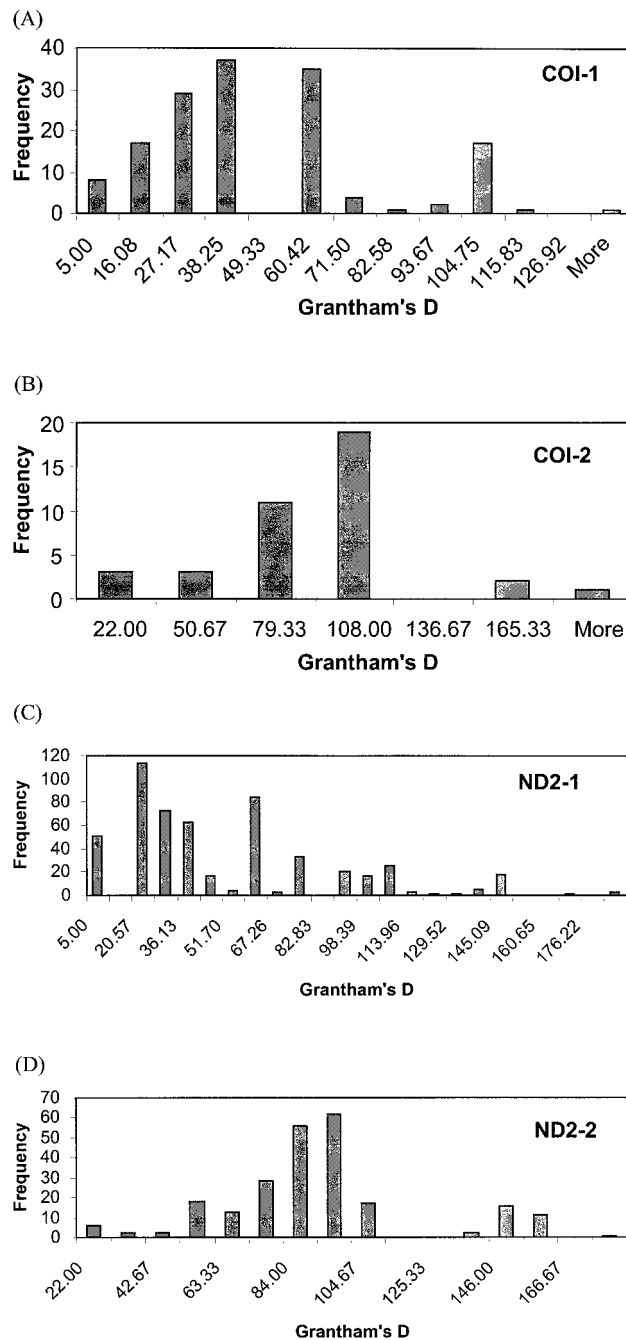 (A)
COI-1
Frequency
40
30
20
10
0
5.00 16.08 27.17 38.25 49.33 60.42 71.50 82.58 93.67 104.75 115.83 126.92 More
Grantham's D
(B)
COI-2
Frequency
20
15
10
5
0
22.00 50.67 79.33 108.00 136.67 165.33 More
Grantham's D
(C)
ND2-1
Frequency
120
100
80
60
40
20
0
5.00 20.57 36.13 51.70 67.26 82.83 98.39 113.96 129.52 145.09 160.65 176.22
Grantham's D
(D)
ND2-2
Frequency
70
60
50
40
30
20
10
0
22.00 42.67 63.33 84.00 104.67 125.33 146.00 166.67
Grantham's D